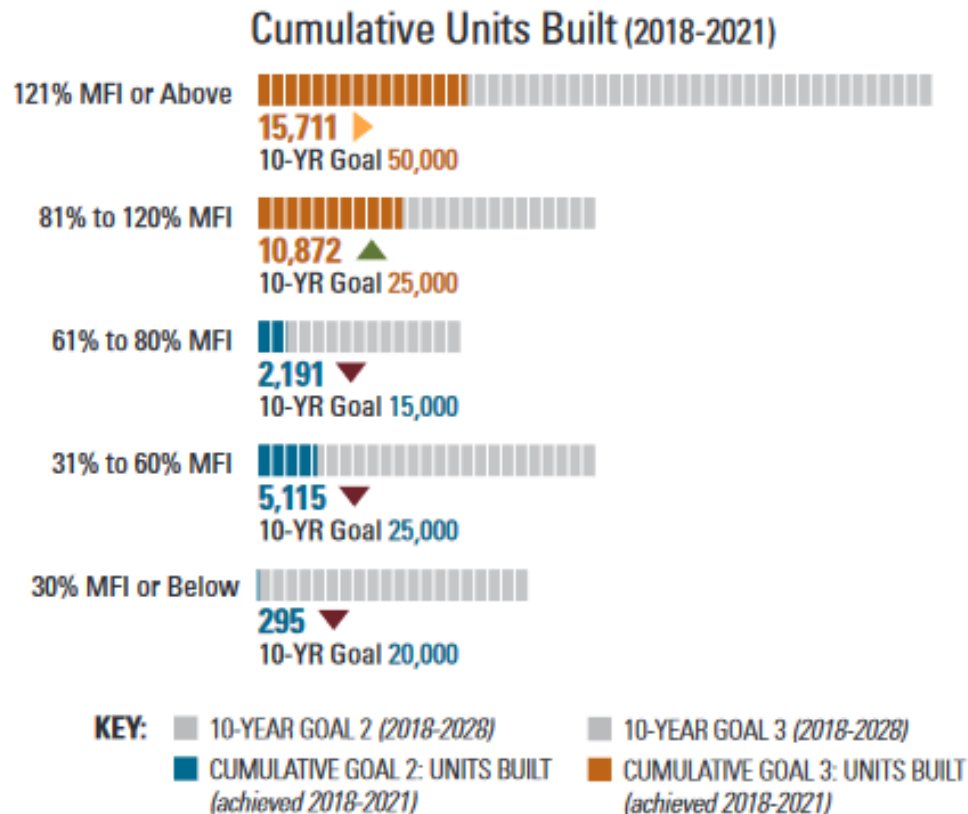 Cumulative Units Built (2018-2021)
121% MFI or Above
15,711
10-YR Goal 50,000
81% to 120% MFI
10,872
10-YR Goal 25,000
61% to 80% MFI
2,191
10-YR Goal 15,000
31% to 60% MFI
5,115
10-YR Goal 25,000
30% MFI or Below
295
10-YR Goal 20,000
KEY:
10-YEAR GOAL 2 (2018-2028)
CUMULATIVE GOAL 2: UNITS BUILT
(achieved 2018-2021)
10-YEAR GOAL 3 (2018-2028)
CUMULATIVE GOAL 3: UNITS BUILT
(achieved 2018-2021)